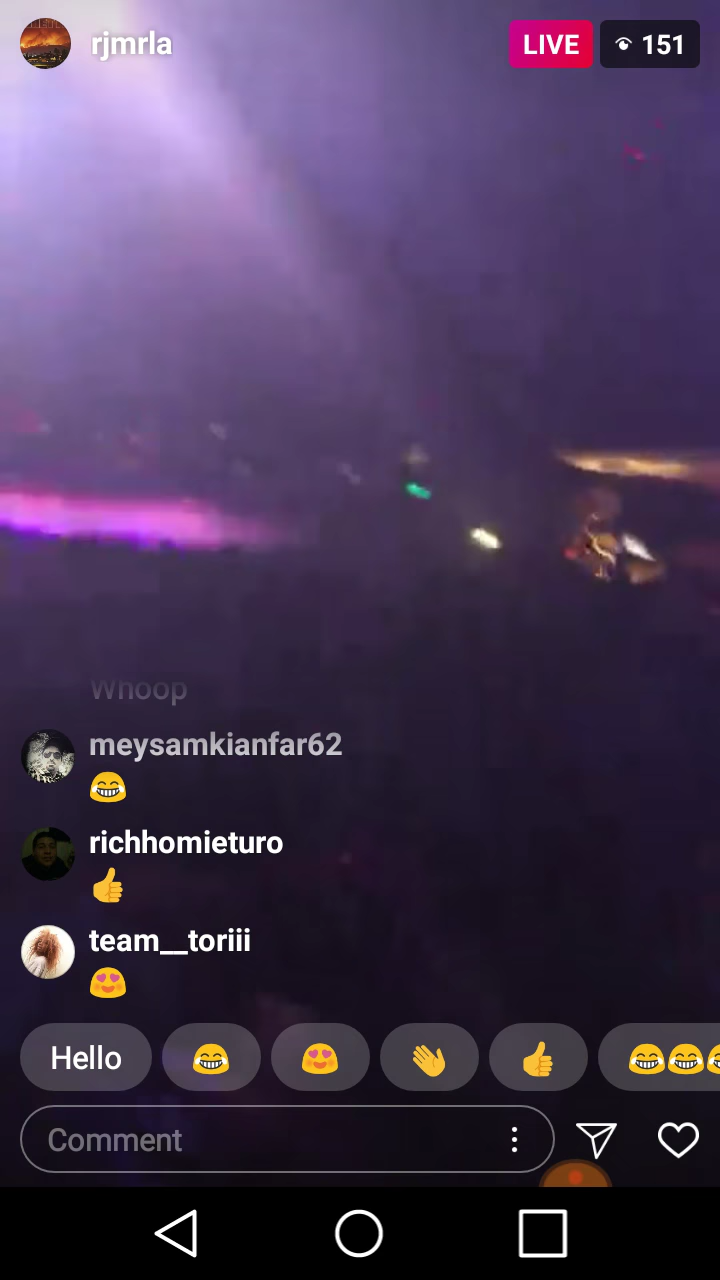 rjmrla
LIVE
151
Whoop
meysamkianfar62
😂
richhomieturo
👍
team__toriii
😍
Hello 😂 😍 👋 👍 😂😂😂
Comment